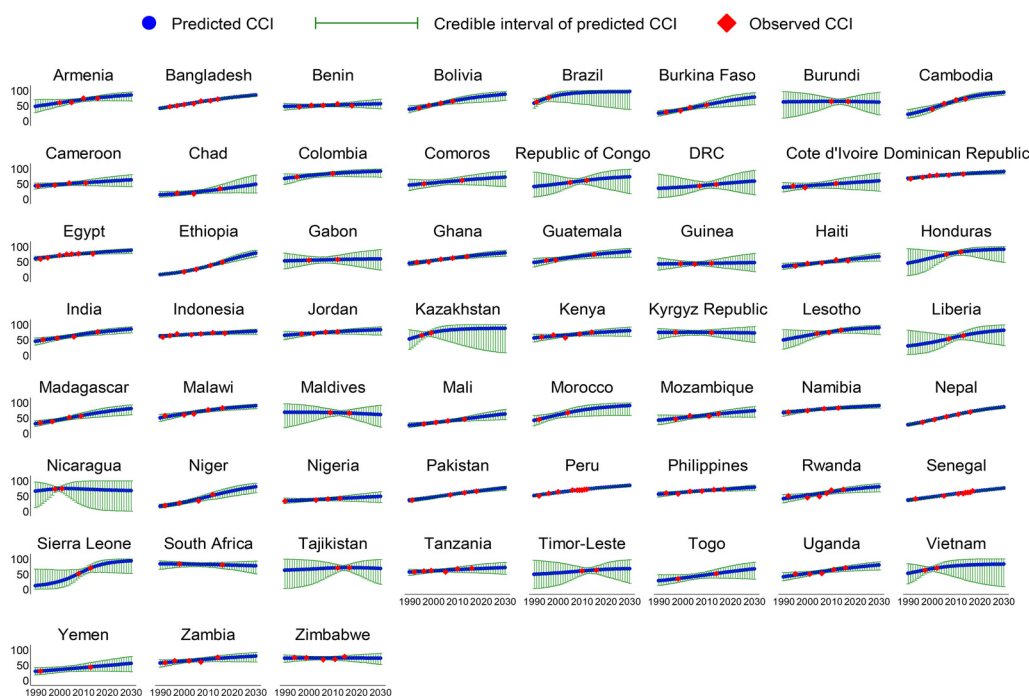 Predicted CCI Credible interval of predicted CCI Observed CCI
Armenia Bangladesh Benin Bolivia Brazil Burkina Faso Burundi Cambodia
100
50
0
Cameroon Chad Colombia Comoros Republic of Congo DRC Cote d'Ivoire Dominican Republic
100
50
0
Egypt Ethiopia Gabon Ghana Guatemala Guinea Haiti Honduras
100
50
0
India Indonesia Jordan Kazakhstan Kenya Kyrgyz Republic Lesotho Liberia
100
50
0
Madagascar Malawi Maldives Mali Morocco Mozambique Namibia Nepal
100
50
0
Nicaragua Niger Nigeria Pakistan Peru Philippines Rwanda Senegal
100
50
0
Sierra Leone South Africa Tajikistan Tanzania Timor-Leste Togo Uganda Vietnam
100
50
0
1990 2000 2010 2020 2030 1990 2000 2010 2020 2030 1990 2000 2010 2020 2030 1990 2000 2010 2020 2030 1990 2000 2010 2020 2030
Yemen Zambia Zimbabwe
100
50
0
1990 2000 2010 2020 2030 1990 2000 2010 2020 2030 1990 2000 2010 2020 2030